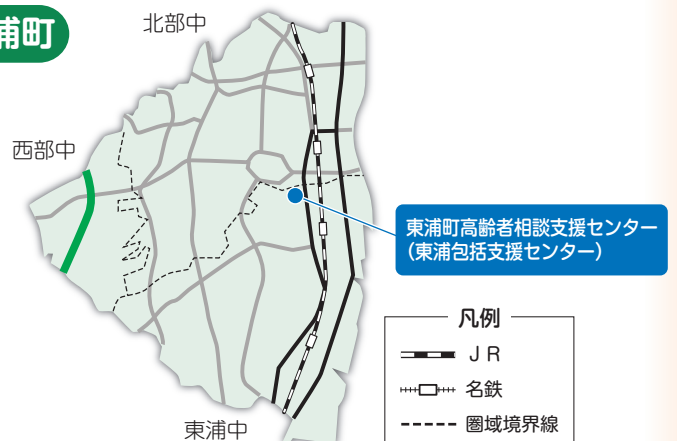 浦町
北部中
西部中
東浦町高齢者相談支援センター
(東浦包括支援センター)
凡例
ＪＲ
名鉄
圏域境界線
東浦中